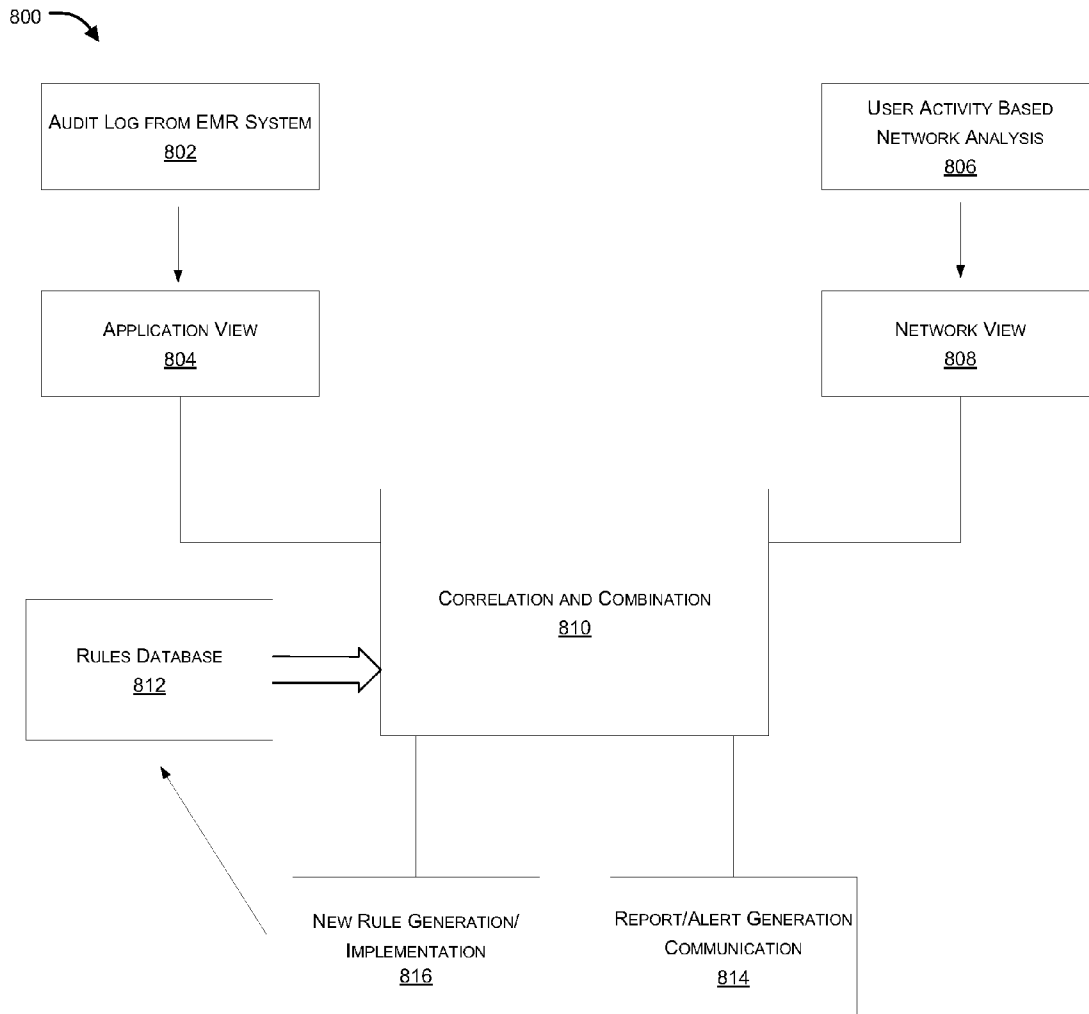 800
AUDIT LOG FROM EMR SYSTEM
802
USER ACTIVITY BASED
NETWORK ANALYSIS
806
APPLICATION VIEW
804
NETWORK VIEW
808
CORRELATION AND COMBINATION
810
RULES DATABASE
812
NEW RULE GENERATION/
IMPLEMENTATION
816
REPORT/ALERT GENERATION
COMMUNICATION
814